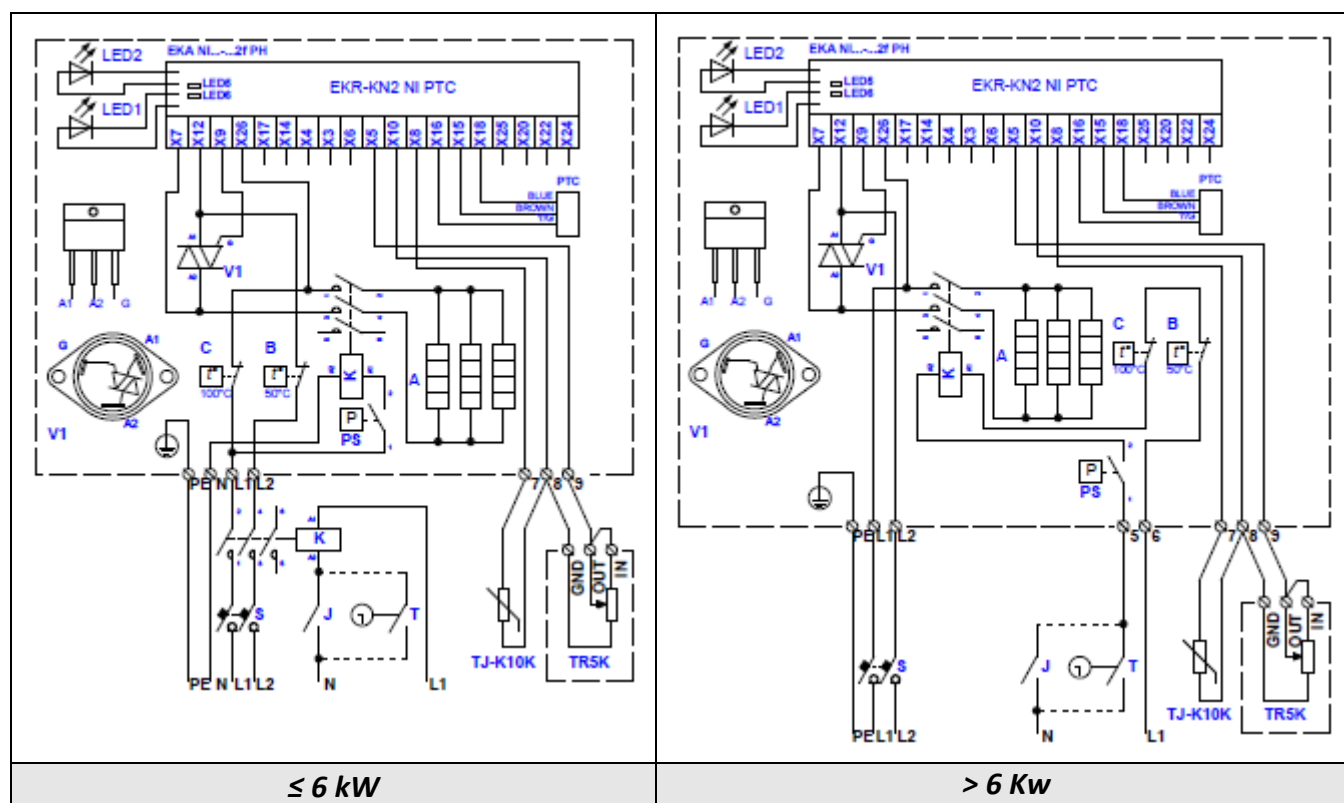 EKA NI...-...2f PH
LED2
LED5
LED6
LED1
EKR-KN2 NI PTC
X7 X12 X9 X26 X17 X14 X4 X3 X6 X5 X10 X8 X16 X15 X18 X25 X20 X22 X24
PTC
BLUE
BROWN
V1
A1 A2 G
G A1
A2
V1
C
t°
100°C
B
t°
50°C
K
A
P
PS
PE N L1 L2
7 8 9
K
S
J
T
GND OUT IN
TJ-K10K
TR5K
PE N L1 L2
N
L1
≤ 6 kW
EKA NI...-...2f PH
LED2
LED5
LED6
LED1
EKR-KN2 NI PTC
X7 X12 X9 X26 X17 X14 X4 X3 X6 X5 X10 X8 X16 X15 X18 X25 X20 X22 X24
PTC
BLUE
BROWN
V1
A1 A2 G
G A1
A2
V1
K
A
C
t°
100°C
B
t°
50°C
P
PS
PE L1 L2
5 6
7 8 9
S
J
T
GND OUT IN
TJ-K10K
TR5K
PE L1 L2
N
L1
> 6 Kw